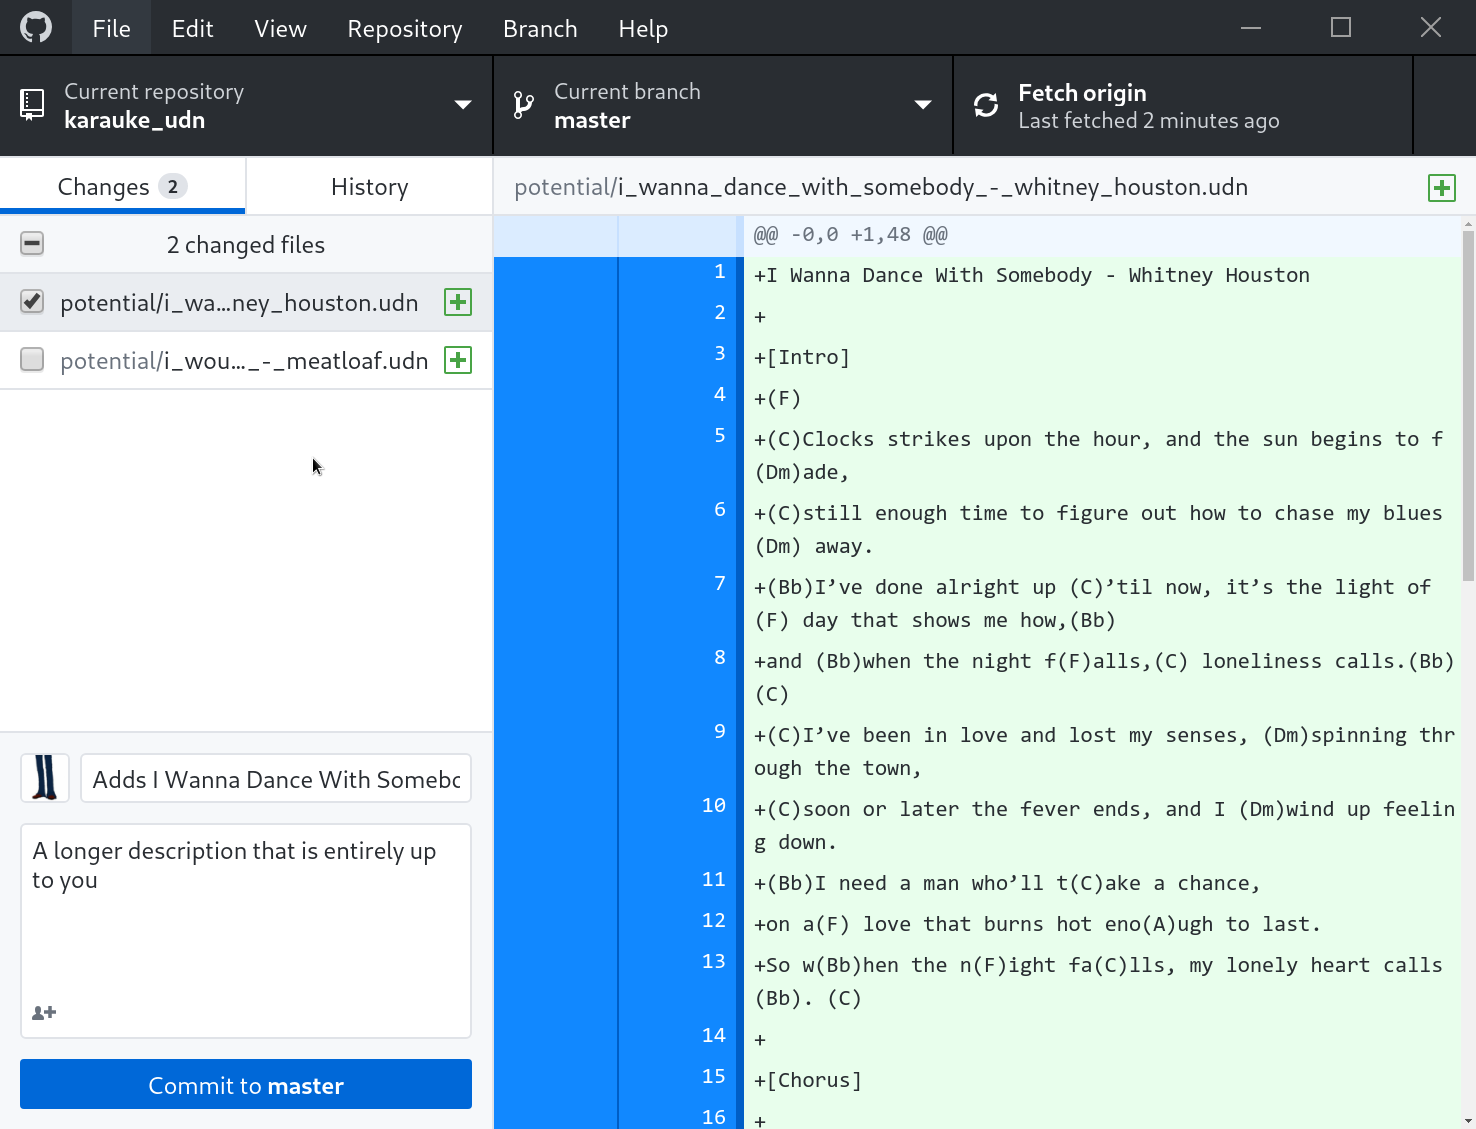 File Edit View Repository Branch Help
Current repository
karauke_udn
Current branch
master
Fetch origin
Last fetched 2 minutes ago
Changes 2
History
potential/i_wanna_dance_with_somebody_-_whitney_houston.udn
2 changed files
potential/i_wa...ney_houston.udn
potential/i_wou..._-_meatloaf.udn
Adds I Wanna Dance With Somebo
A longer description that is entirely up
to you
Commit to master
@@ -0,0 +1,48 @@
1 +I Wanna Dance With Somebody - Whitney Houston
2 +
3 +[Intro]
4 +(F)
5 +(C)Clocks strikes upon the hour, and the sun begins to f
(Dm)ade,
6 +(C)still enough time to figure out how to chase my blues
(Dm) away.
7 +(Bb)I’ve done alright up (C)’til now, it’s the light of
(F) day that shows me how,(Bb)
8 +and (Bb)when the night f(F)alls,(C) loneliness calls.(Bb)
(C)
9 +(C)I’ve been in love and lost my senses, (Dm)spinning thr
ough the town,
10 +(C)soon or later the fever ends, and I (Dm)wind up feelin
g down.
11 +(Bb)I need a man who’ll t(C)ake a chance,
12 +on a(F) love that burns hot eno(A)ugh to last.
13 +So w(Bb)hen the n(F)ight fa(C)lls, my lonely heart calls
(Bb). (C)
14 +
15 +[Chorus]
16 +